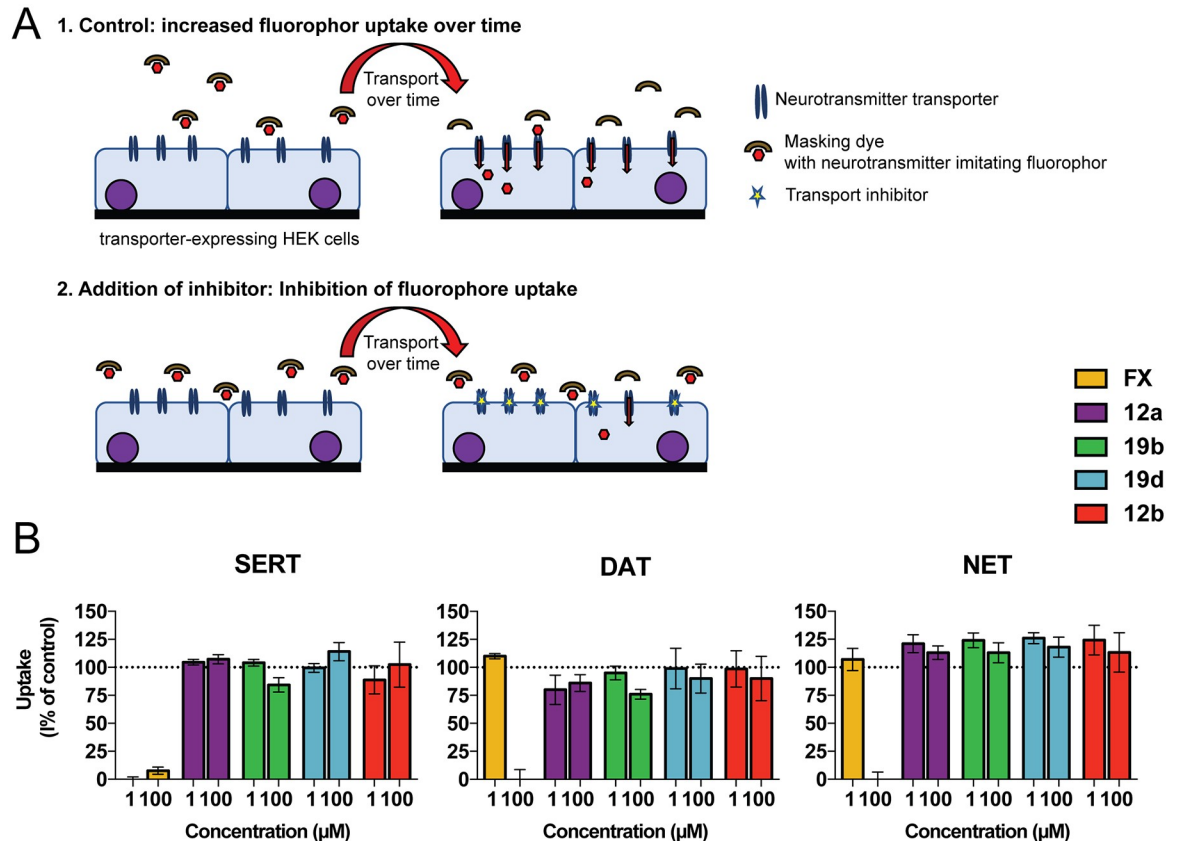 A
1. Control: increased fluorophor uptake over time
Transport
over time
Neurotransmitter transporter
Masking dye
with neurotransmitter imitating fluorophor
Transport inhibitor
transporter-expressing HEK cells
2. Addition of inhibitor: Inhibition of fluorophore uptake
Transport
over time
FX
12a
19b
19d
12b
B
SERT
DAT
NET
Uptake
(I% of control)
150
125
100
75
50
25
0
1 100 1 100 1 100 1 100 1 100
Concentration (µM)
150
125
100
75
50
25
0
1 100 1 100 1 100 1 100 1 100
Concentration (µM)
150
125
100
75
50
25
0
1 100 1 100 1 100 1 100 1 100
Concentration (µM)